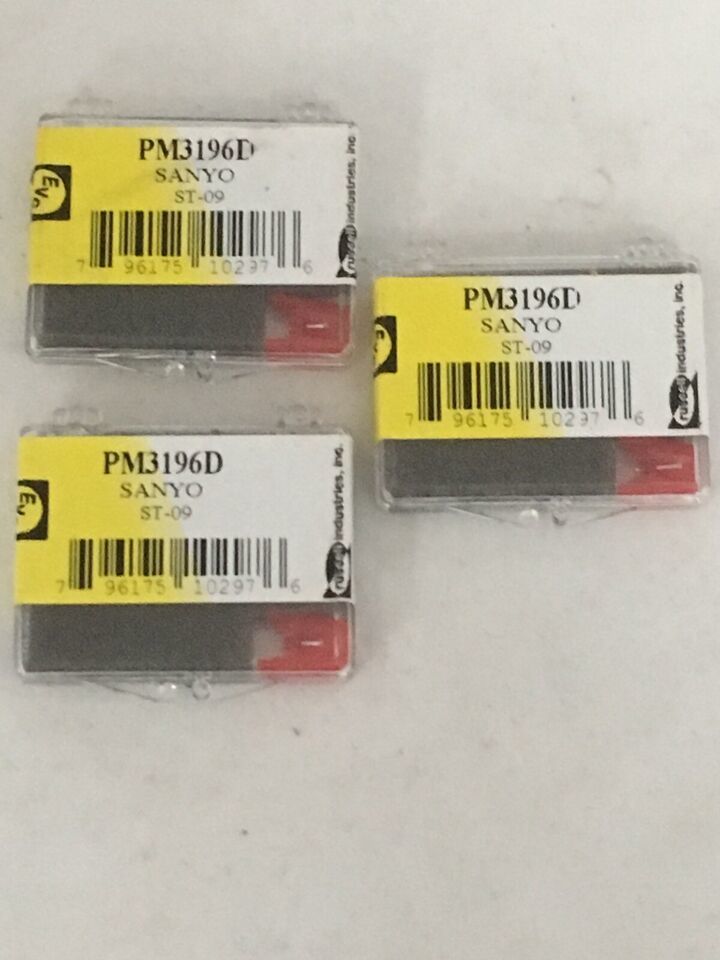 PM3196D
SANYO
ST-09
7 96175 10297 6
industries, inc.
PM3196D
SANYO
ST-09
7 96175 10297 6
russell industries, inc.
PM3196D
SANYO
ST-09
7 96175 10297 6
industries, inc.